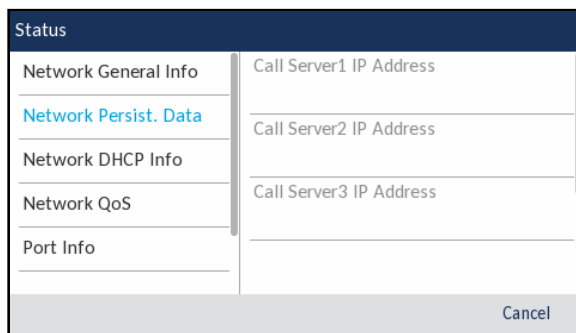 Status
Network General Info
Network Persist. Data
Network DHCP Info
Network QoS
Port Info
Call Server1 IP Address
Call Server2 IP Address
Call Server3 IP Address
Cancel